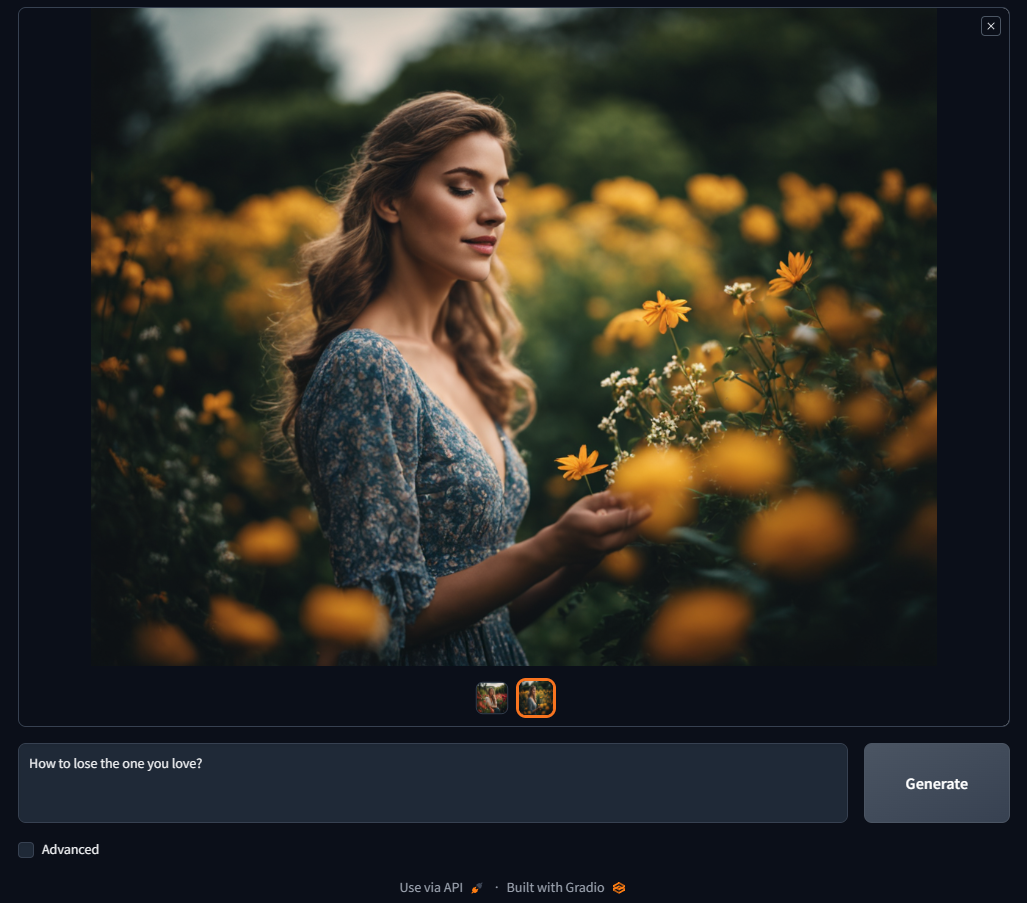 How to lose the one you love?
Generate
Advanced
Use via API · Built with Gradio